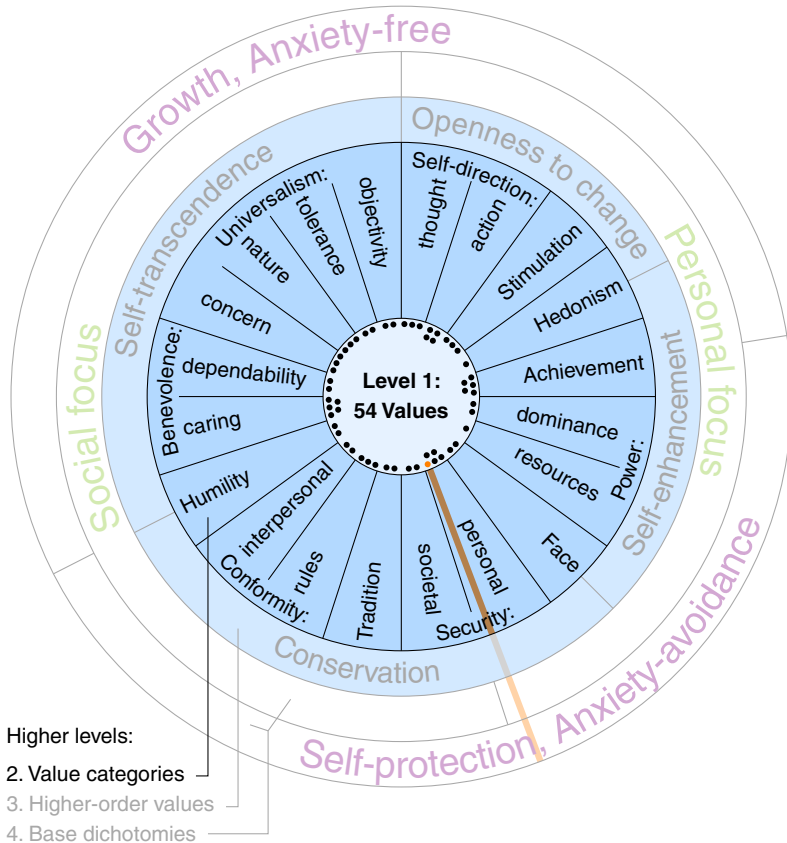 Growth, Anxiety-free
Openness to change
Self-transcendence
Personal focus
Social focus
Self-enhancement
Conservation
Self-protection, Anxiety-avoidance
Self-direction:
thought
action
Stimulation
Hedonism
Achievement
Power:
dominance
resources
Face
Security:
personal
societal
Tradition
Conformity:
rules
interpersonal
Humility
Benevolence:
caring
dependability
Universalism:
concern
nature
tolerance
objectivity
Level 1:
54 Values
Higher levels:
2. Value categories
3. Higher-order values
4. Base dichotomies